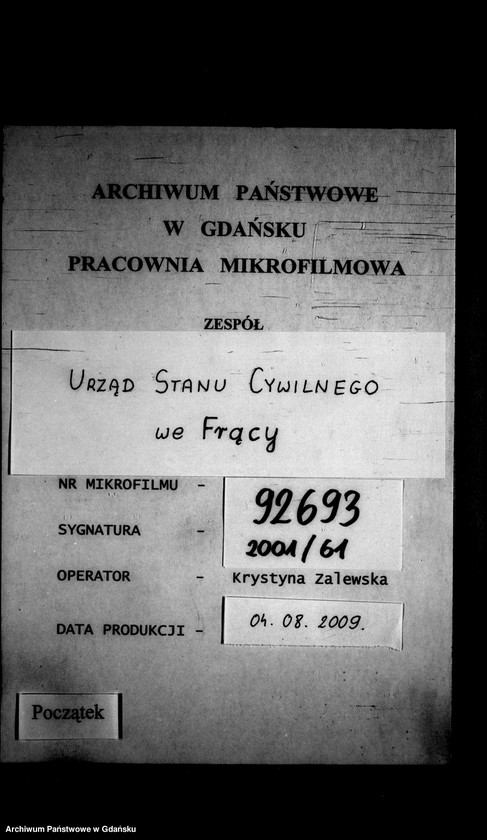 ARCHIWUM PAŃSTWOWE
W GDAŃSKU
PRACOWNIA MIKROFILMOWA
ZESPÓŁ
URZĄD STANU CYWILNEGO
we Frący
NR MIKROFILMU - 92693
SYGNATURA - 2001/61
OPERATOR - Krystyna Zalewska
DATA PRODUKCJI - 04. 08. 2009.
Początek
Archiwum Państwowe w Gdańsku